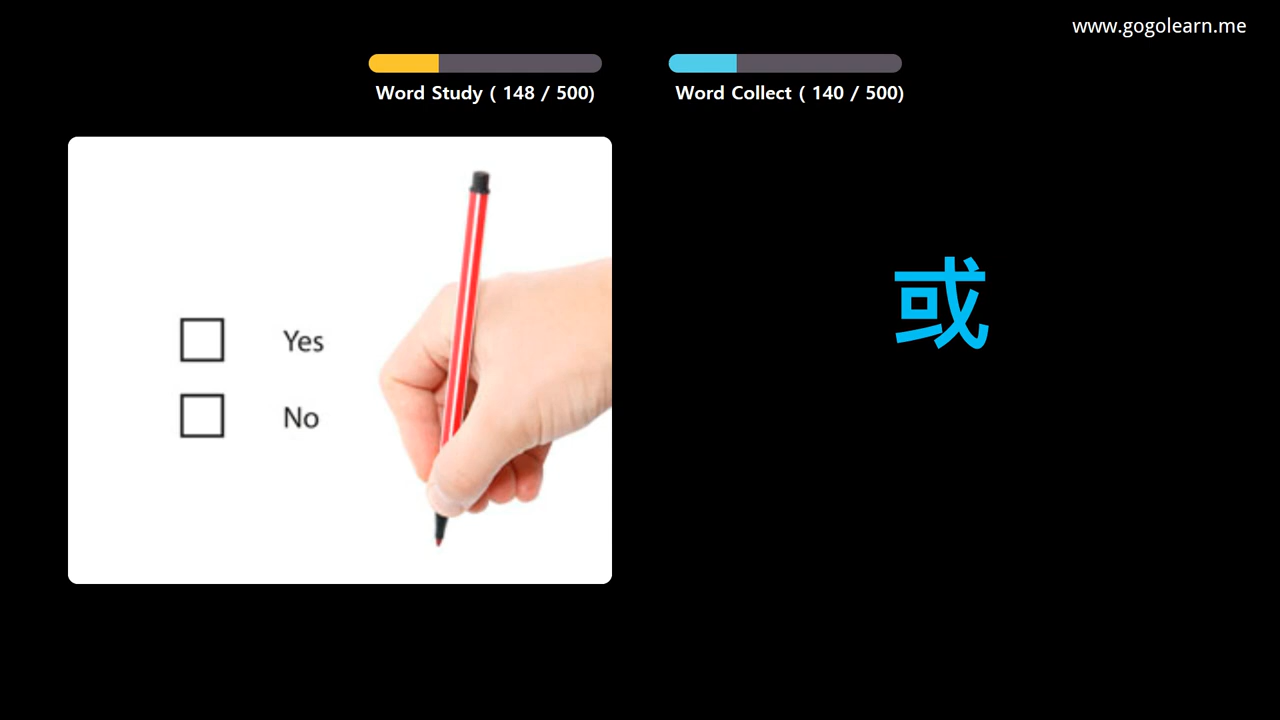 www.gogolearn.me
Word Study ( 148 / 500)
Word Collect ( 140 / 500)
Yes
No
或